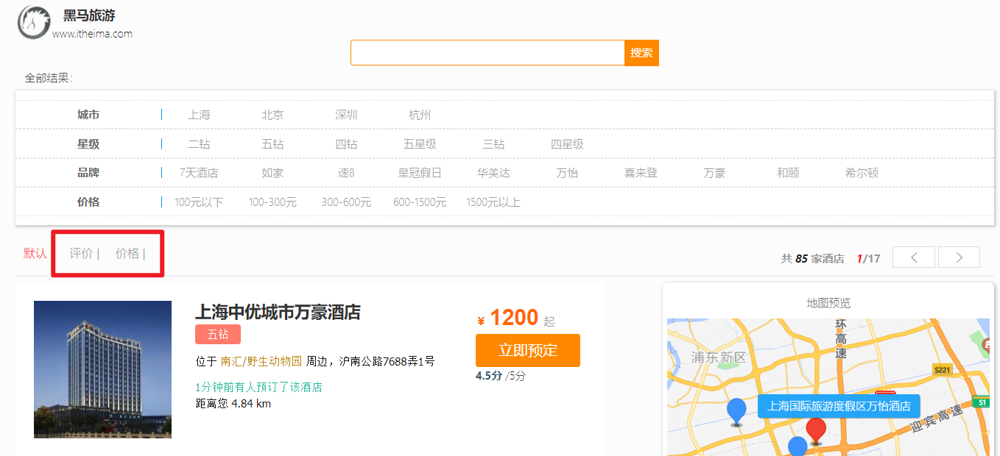 黑马旅游
www.itheima.com
搜索
全部结果:
城市 | 上海 北京 深圳 杭州
星级 | 二钻 五钻 四钻 五星级 三钻 四星级
品牌 | 7天酒店 如家 速8 皇冠假日 华美达 万怡 喜来登 万豪 和颐 希尔顿
价格 | 100元以下 100-300元 300-600元 600-1500元 1500元以上
默认 评价 | 价格 |
共 85 家酒店 1/17
上海中优城市万豪酒店
五钻
位于 南汇/野生动物园 周边，沪南公路7688弄1号
1分钟前有人预订了该酒店
距离您 4.84 km
¥ 1200 起
立即预定
4.5分 /5分
地图预览
环高速
浦东新区
S221
S1
上海国际旅游度假区万怡酒店
迎宾高速